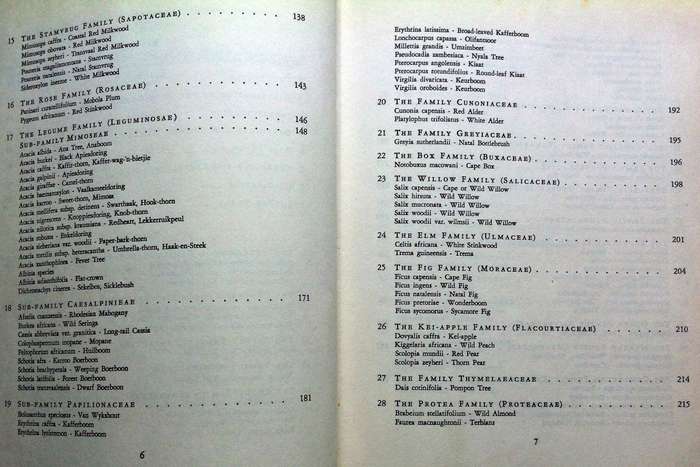 15 The Stamvrug Family (Sapotaceae) . . . . . . . . 138
Mimusops caffra - Coastal Red Milkwood
Mimusops obovata - Red Milkwood
Mimusops zeyheri - Transvaal Red Milkwood
Pouteria magalismontana - Stamvrug
Pouteria natalensis - Natal Stamvrug
Sideroxylon inerme - White Milkwood
16 The Rose Family (Rosaceae) . . . . . . . . 143
Parinari curatellifolium - Mobola Plum
Pygeum africanum - Red Stinkwood
17 The Legume Family (Leguminosae) . . . . . . . . 146
Sub-family Mimoseae . . . . . . . . 148
Acacia albida - Ana Tree, Anaboom
Acacia burkei - Black Apiesdoring
Acacia caffra - Kaffir-thorn, Kaffer-wag-'n-bietjie
Acacia galpinii - Apiesdoring
Acacia giraffae - Camel-thorn
Acacia haematoxylon - Vaalkameeldoring
Acacia karroo - Sweet-thorn, Mimosa
Acacia mellifera subsp. detinens - Swarthaak, Hook-thorn
Acacia nigrescens - Knoppiesdoring, Knob-thorn
Acacia nilotica subsp. kraussiana - Redheart, Lekkerruikpeul
Acacia robusta - Enkeldoring
Acacia sieberiana var. woodii - Paper-bark-thorn
Acacia tortilis subsp. heteracantha - Umbrella-thorn, Haak-en-Steek
Acacia xanthophloea - Fever Tree
Albizia species
Albizia adianthifolia - Flat-crown
Dichrostachys cinerea - Sekelbos, Sicklebush
18 Sub-family Caesalpinieae . . . . . . . . 171
Afzelia quanzensis - Rhodesian Mahogany
Burkea africana - Wild Seringa
Cassia abbreviata var. granitica - Long-tail Cassia
Colophospermum mopane - Mopane
Peltophorum africanum - Huilboom
Schotia afra - Karroo Boerboon
Schotia brachypetala - Weeping Boerboon
Schotia latifolia - Forest Boerboon
Schotia transvaalensis - Dwarf Boerboon
19 Sub-family Papilionaceae . . . . . . . . 181
Bolusanthus speciosus - Van Wykshout
Erythrina caffra - Kafferboom
Erythrina lysistemon - Kafferboom
6
Erythrina latissima - Broad-leaved Kafferboom
Lonchocarpus capassa - Olifantsoor
Millettia grandis - Umzimbeet
Pseudocadia zambesiaca - Nyala Tree
Pterocarpus angolensis - Kiaat
Pterocarpus rotundifolius - Round-leaf Kiaat
Virgilia divaricata - Keurboom
Virgilia oroboides - Keurboom
20 The Family Cunoniaceae . . . . . . . . 192
Cunonia capensis - Red Alder
Platylophus trifoliatus - White Alder
21 The Family Greyiaceae . . . . . . . . 195
Greyia sutherlandii - Natal Bottlebrush
22 The Box Family (Buxaceae) . . . . . . . . 196
Notobuxus macowani - Cape Box
23 The Willow Family (Salicaceae) . . . . . . . . 198
Salix capensis - Cape or Wild Willow
Salix hirsuta - Wild Willow
Salix mucronata - Wild Willow
Salix woodii - Wild Willow
Salix woodii var. wilmsii - Wild Willow
24 The Elm Family (Ulmaceae) . . . . . . . . 201
Celtis africana - White Stinkwood
Trema guineensis - Trema
25 The Fig Family (Moraceae) . . . . . . . . 204
Ficus capensis - Cape Fig
Ficus ingens - Wild Fig
Ficus natalensis - Natal Fig
Ficus pretoriae - Wonderboom
Ficus sycomorus - Sycamore Fig
26 The Kei-apple Family (Flacourtiaceae) . . . . . . . . 210
Dovyalis caffra - Kei-apple
Kiggelaria africana - Wild Peach
Scolopia mundii - Red Pear
Scolopia zeyheri - Thorn Pear
27 The Family Thymelaeaceae . . . . . . . . 214
Dais cotinifolia - Pompon Tree
28 The Protea Family (Proteaceae) . . . . . . . . 215
Brabeium stellatifolium - Wild Almond
Faurea macnaughtonii - Terblans
7